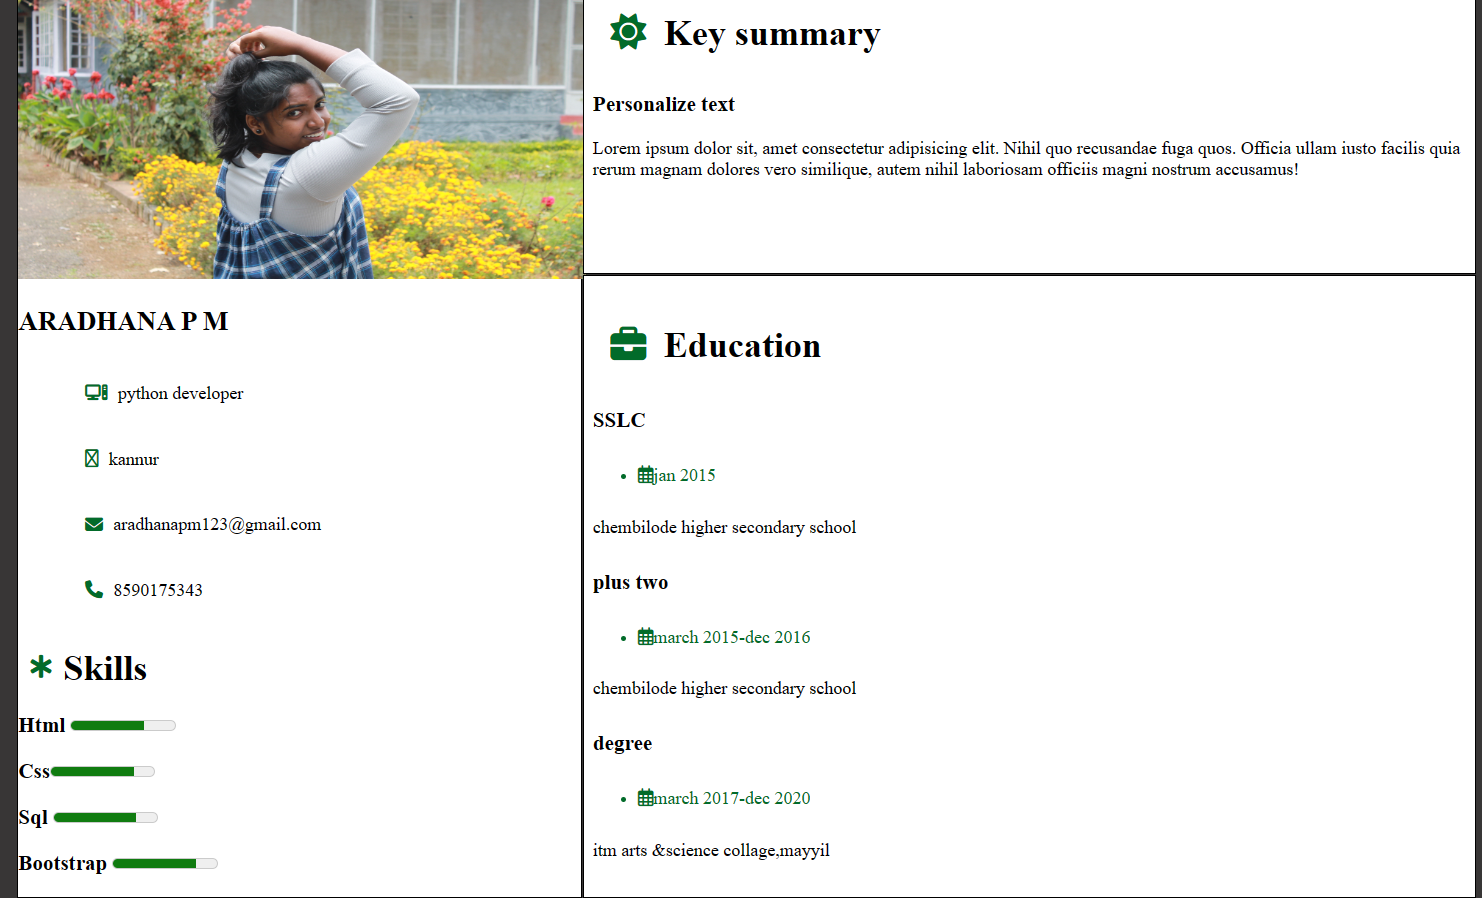 ARADHANA P M
python developer
kannur
aradhanapm123@gmail.com
8590175343
Skills
Html
Css
Sql
Bootstrap
Key summary
Personalize text
Lorem ipsum dolor sit, amet consectetur adipisicing elit. Nihil quo recusandae fuga quos. Officia ullam iusto facilis quia
rerum magnam dolores vero similique, autem nihil laboriosam officiis magni nostrum accusamus!
Education
SSLC
jan 2015
chembilode higher secondary school
plus two
march 2015-dec 2016
chembilode higher secondary school
degree
march 2017-dec 2020
itm arts &science collage,mayyil